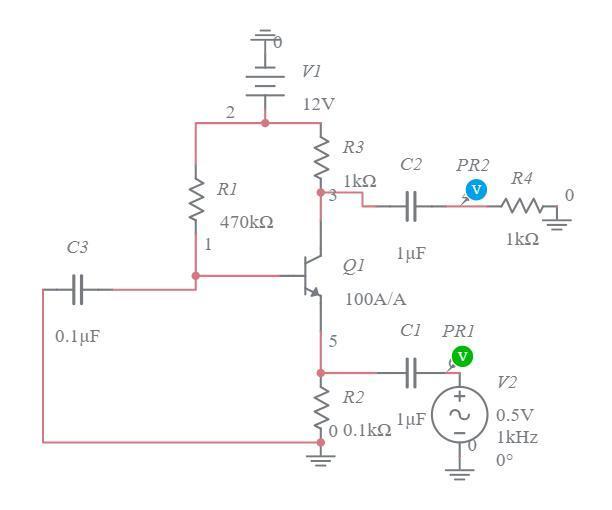 0
V1
12V
2
R3
1kΩ
3
C2
1μF
PR2
V
R4
1kΩ
0
R1
470kΩ
1
C3
0.1μF
Q1
100A/A
5
C1
1μF
PR1
V
R2
0.1kΩ
0
V2
0.5V
1kHz
0°
0